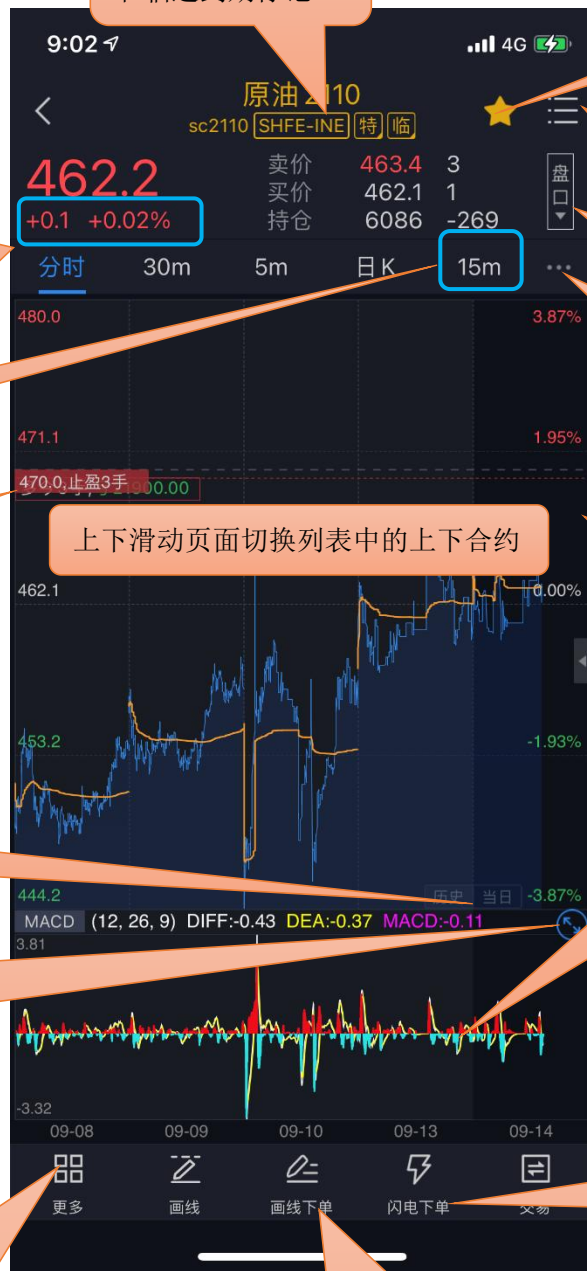 9:02
4G
原油 2110
sc2110 SHFE-INE 特 临
462.2
+0.1 +0.02%
卖价 463.4 3
买价 462.1 1
持仓 6086 -269
盘口
分时 30m 5m 日K 15m
480.0 3.87%
471.1 1.95%
470.0,止盈3手
900.00
上下滑动页面切换列表中的上下合约
462.1 0.00%
453.2 -1.93%
444.2 历史 当日 -3.87%
MACD (12, 26, 9) DIFF:-0.43 DEA:-0.37 MACD:-0.11
3.81
-3.32
09-08 09-09 09-10 09-13 09-14
更多 画线 画线下单 闪电下单 交易